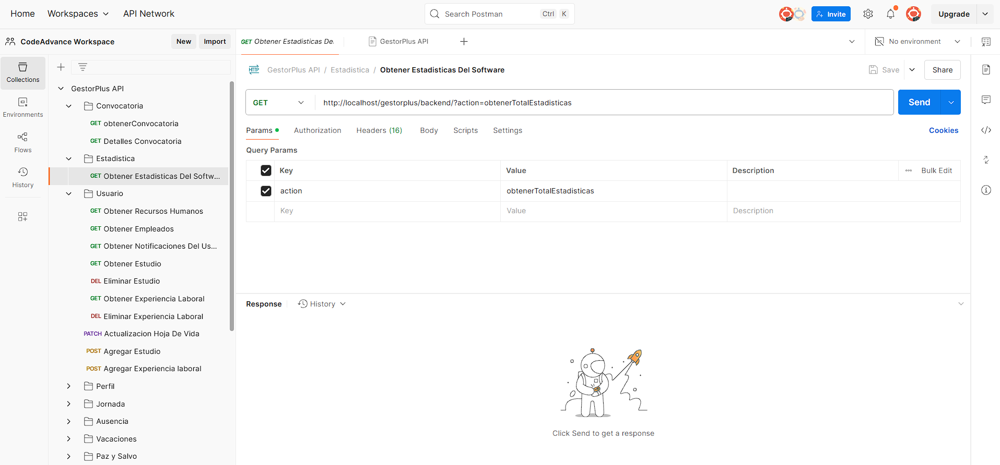 Home Workspaces API Network Search Postman Ctrl K Invite Upgrade
CodeAdvance Workspace New Import GET Obtener Estadisticas De GestorPlus API No environment
Collections
Environments
Flows
History
GestorPlus API
Convocatoria
GET obtenerConvocatoria
GET Detalles Convocatoria
Estadistica
GET Obtener Estadisticas Del Softw...
Usuario
GET Obtener Recursos Humanos
GET Obtener Empleados
GET Obtener Notificaciones Del Us...
GET Obtener Estudio
DEL Eliminar Estudio
GET Obtener Experiencia Laboral
DEL Eliminar Experiencia Laboral
PATCH Actualizacion Hoja De Vida
POST Agregar Estudio
POST Agregar Experiencia laboral
Perfil
Jornada
Ausencia
Vacaciones
Paz y Salvo
HTTP GestorPlus API / Estadistica / Obtener Estadisticas Del Software Save Share
GET http://localhost/gestorplus/backend/?action=obtenerTotalEstadisticas Send
Params Authorization Headers (16) Body Scripts Settings Cookies
Query Params
Key Value Description Bulk Edit
action obtenerTotalEstadisticas
Key Value Description
Response History
Click Send to get a response